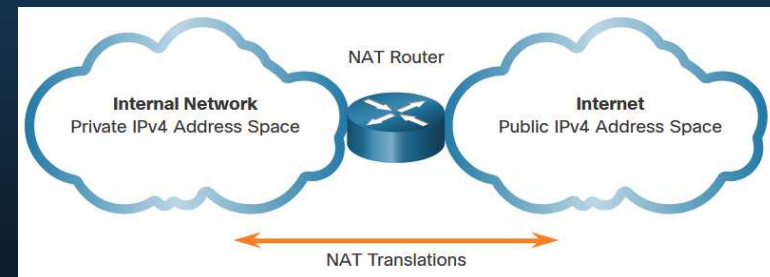 NAT Router
Internal Network
Private IPv4 Address Space
Internet
Public IPv4 Address Space
NAT Translations